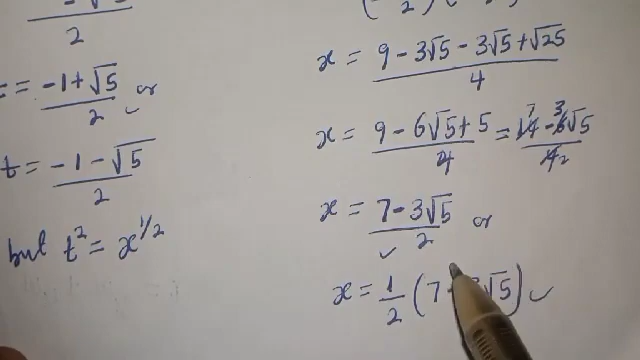 2
= -1+√5/2 or
t = -1-√5/2
but t² = x^1/2
2
x = 9-3√5-3√5+√25/4
x = 9-6√5+5/4 = 14-6√5/4 7 3 2
x = 7-3√5/2 or
x = 1/2 (7 √5)